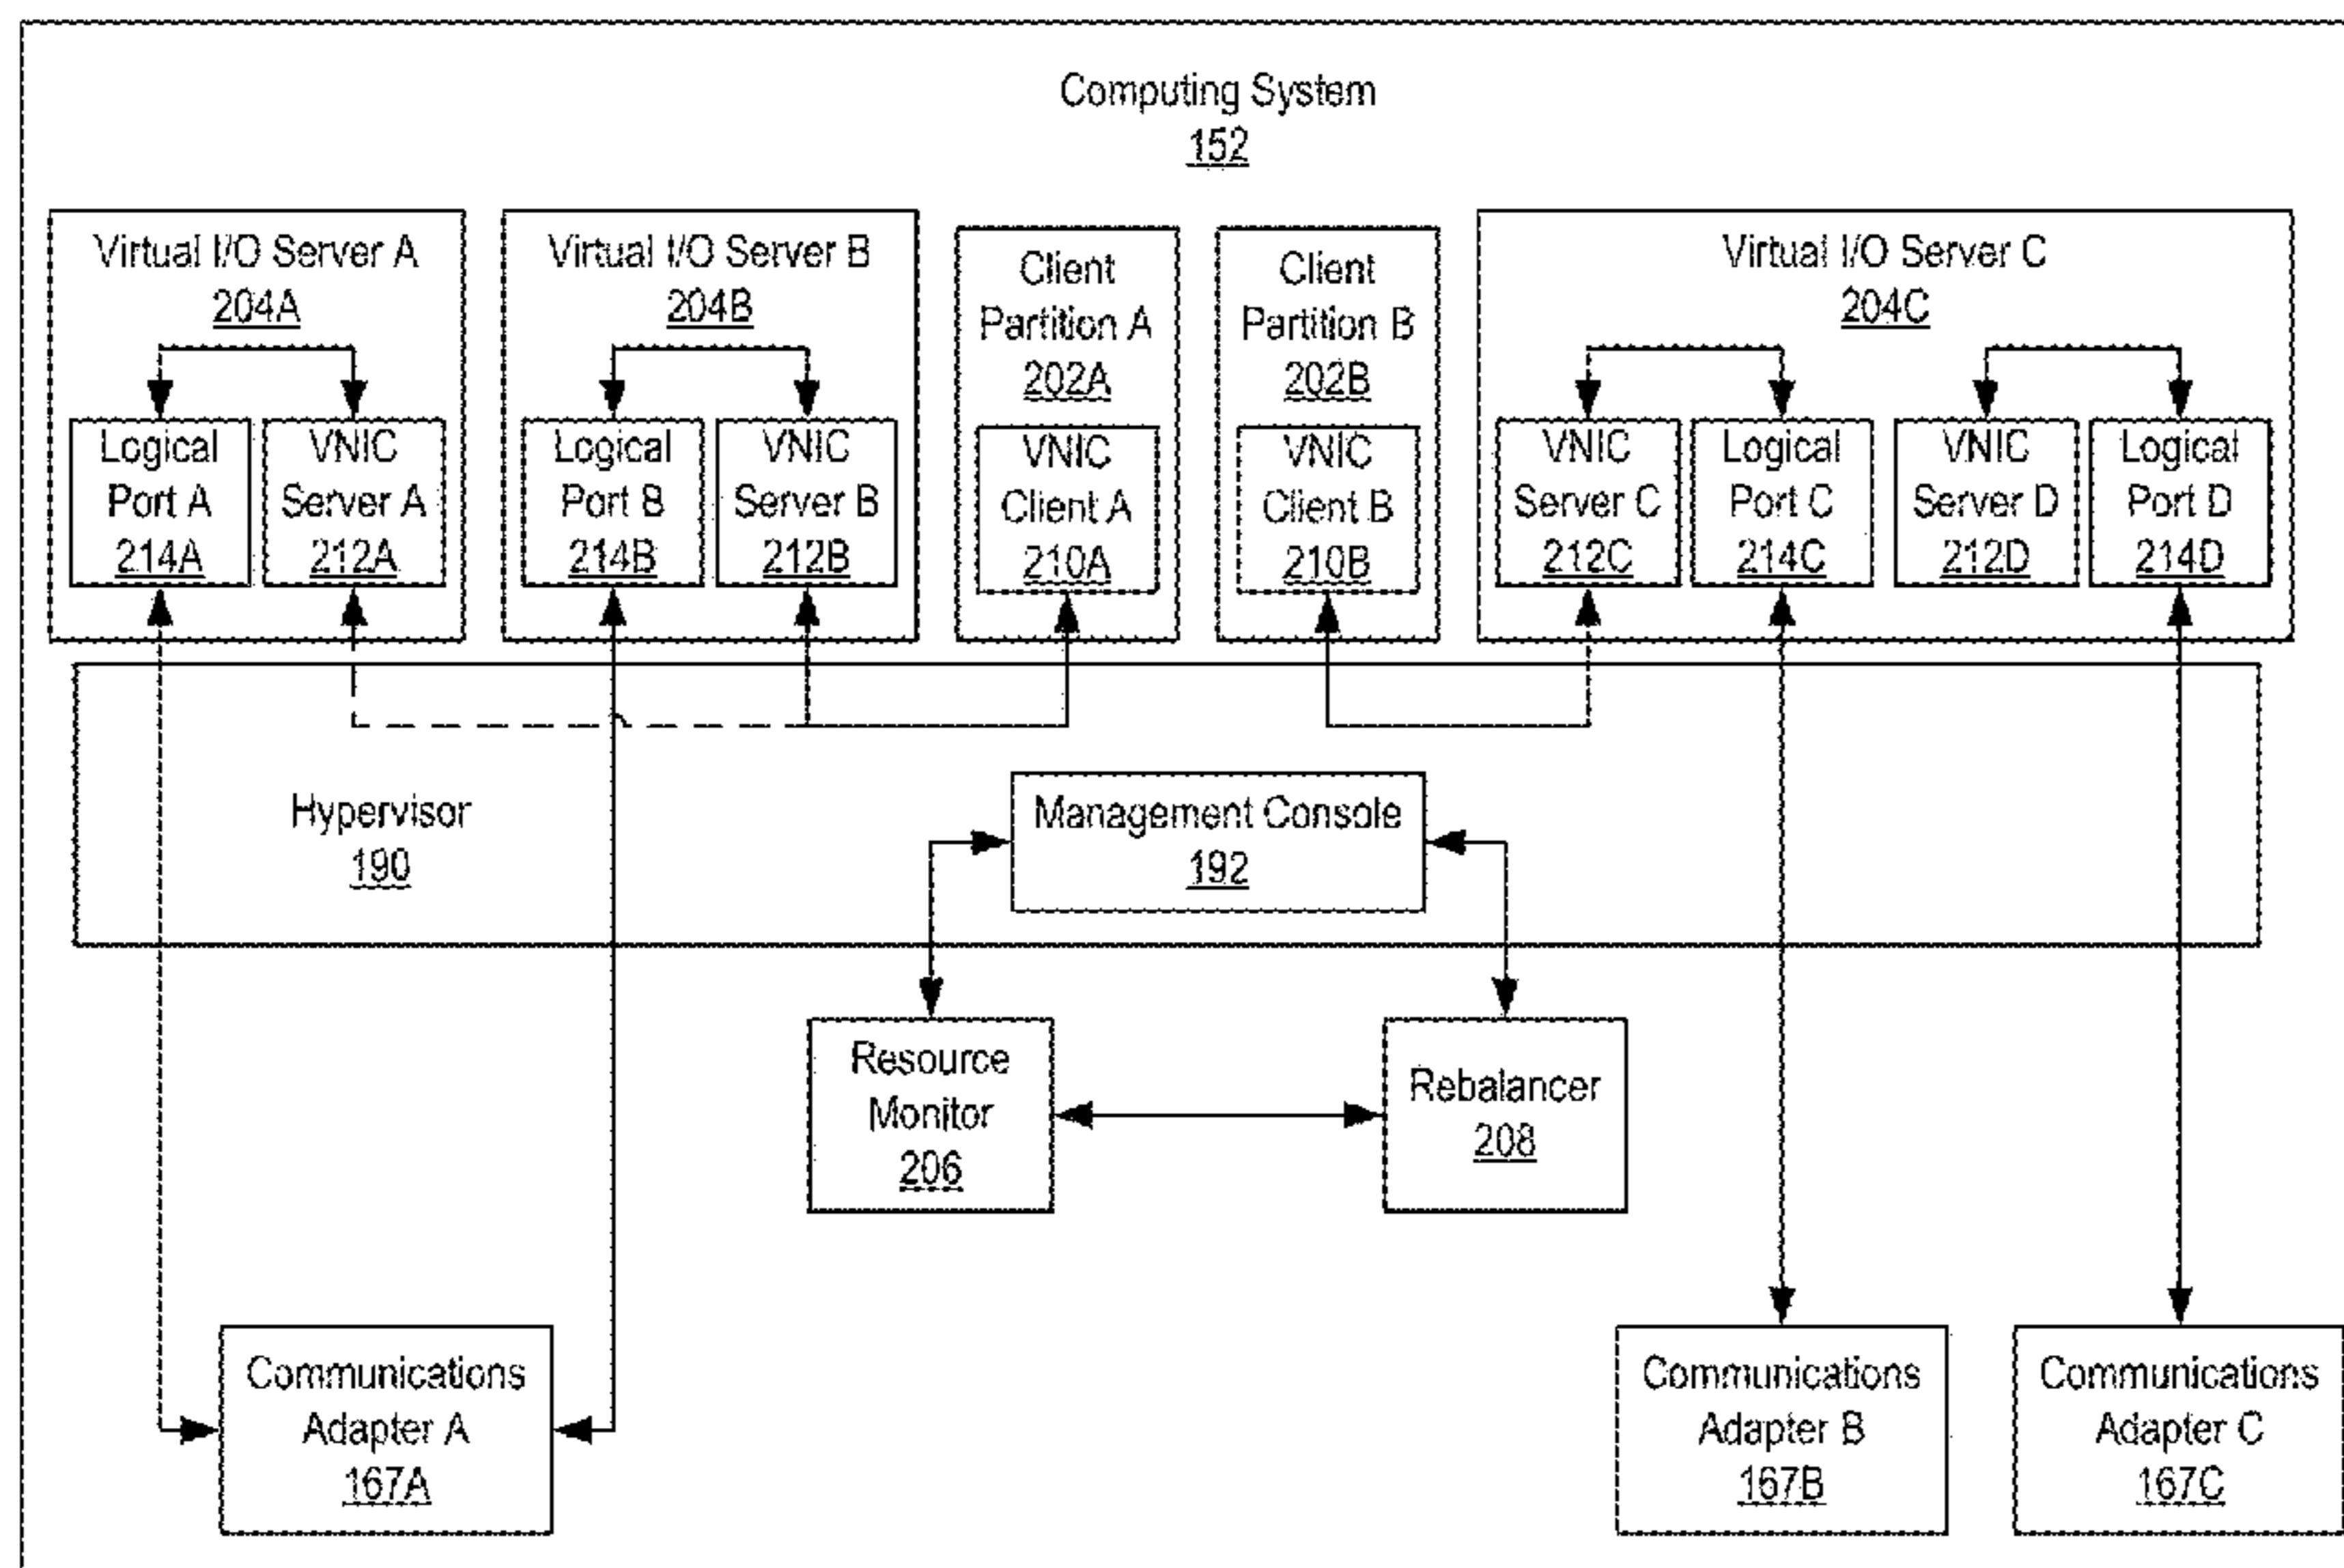 Computing System
152
Virtual I/O Server A
204A
Logical
Port A
214A
VNIC
Server A
212A
Virtual I/O Server B
204B
Logical
Port B
214B
VNIC
Server B
212B
Client
Partition A
202A
VNIC
Client A
210A
Client
Partition B
202B
VNIC
Client B
210B
Virtual I/O Server C
204C
VNIC
Server C
212C
Logical
Port C
214C
VNIC
Server D
212D
Logical
Port D
214D
Hypervisor
190
Management Console
192
Resource
Monitor
206
Rebalancer
208
Communications
Adapter A
167A
Communications
Adapter B
167B
Communications
Adapter C
167C